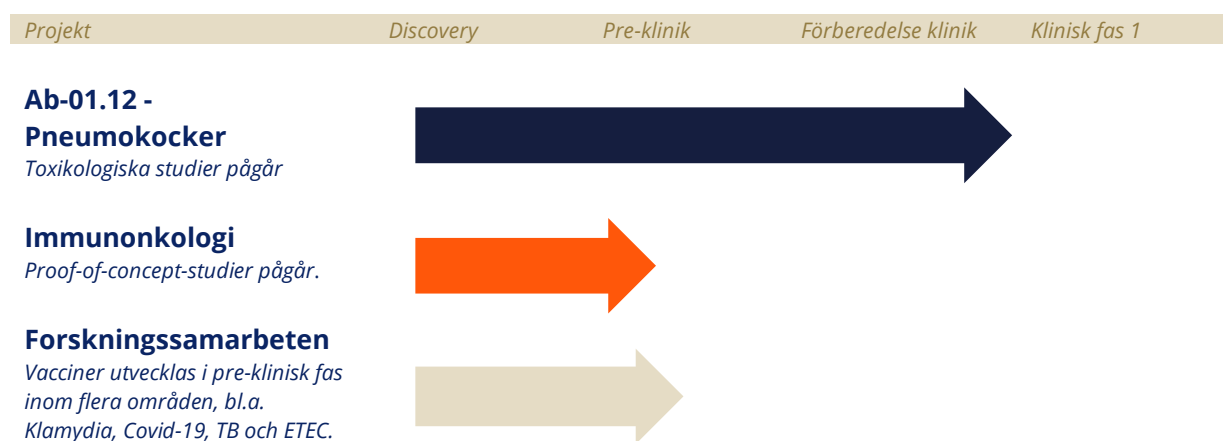 Projekt Discovery Pre-klinik Förberedelse klinik Klinisk fas 1
Ab-01.12 -
Pneumokocker
Toxikologiska studier pågår
Immunonkologi
Proof-of-concept-studier pågår.
Forskningssamarbeten
Vacciner utvecklas i pre-klinisk fas
inom flera områden, bl.a.
Klamydia, Covid-19, TB och ETEC.